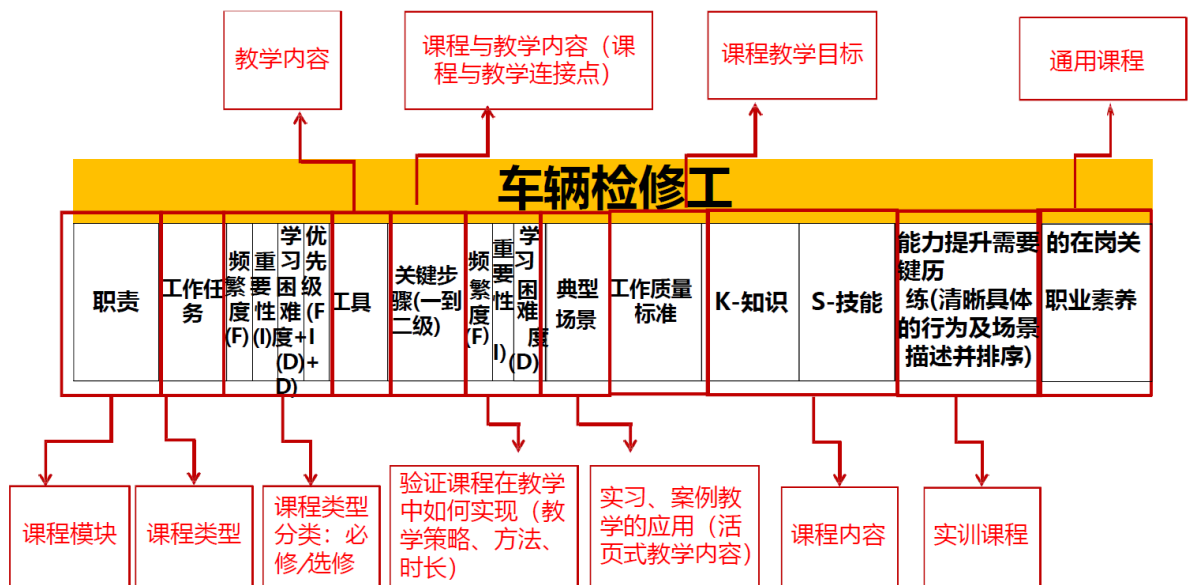 教学内容
课程与教学内容（课
程与教学连接点）
课程教学目标
通用课程
车辆检修工
职责
工作任
务
频
繁
度
(F)
重
要
性
(I)
学
习
困
难
度
(D)
优
先
级
(F
+
I
+
D)
工具
关键步
骤(一到
二级)
频
繁
度
(F)
重
要
性
I)
学
习
困
难
度
(D)
典型
场景
工作质量
标准
K-知识
S-技能
能力提升需要
键历
练(清晰具体
的行为及场景
描述并排序)
的在岗关
职业素养
课程模块
课程类型
课程类型
分类：必
修/选修
验证课程在教学
中如何实现（教
学策略、方法、
时长）
实习、案例教
学的应用（活
页式教学内容）
课程内容
实训课程